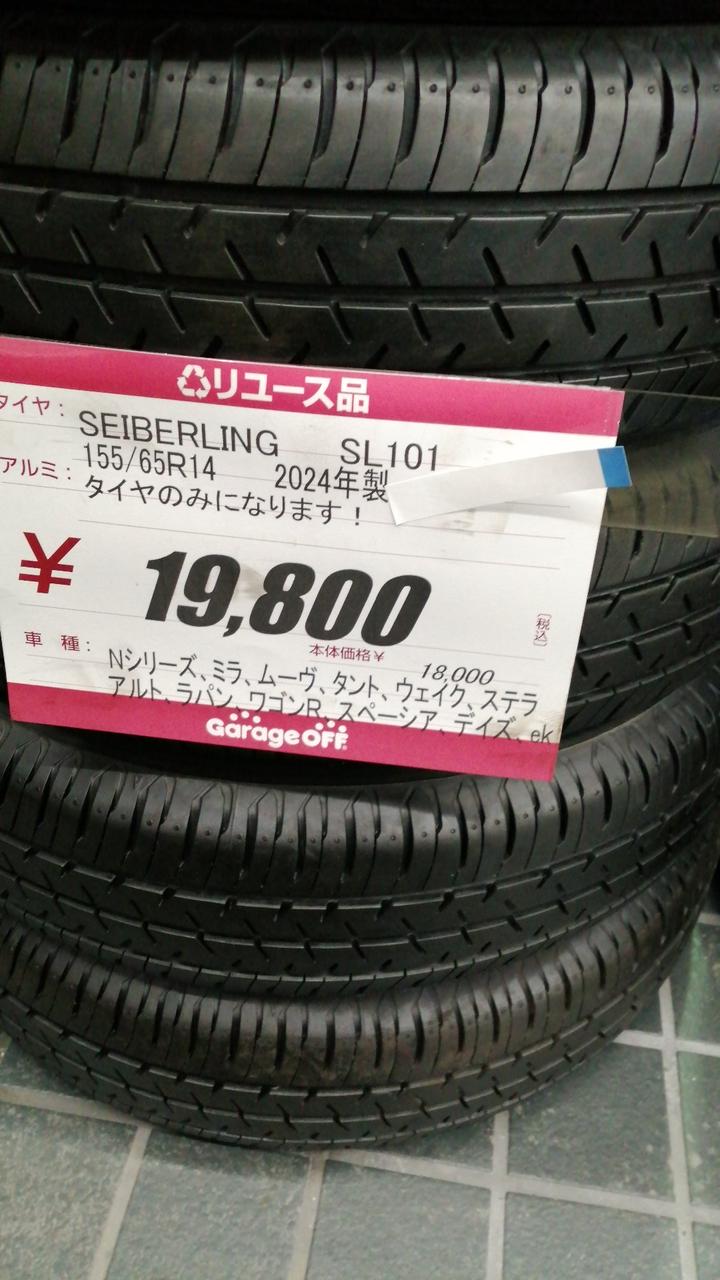 リユース品
タイヤ：
SEIBERLING SL101
アルミ：
155/65R14 2024年製
タイヤのみになります！
¥ 19,800 (税込)
本体価格¥ 18,000
車種：
Nシリーズ、ミラ、ムーヴ、タント、ウェイク、ステラ
アルト、ラパン、ワゴンR、スペーシア、デイズ、ek
GarageOFF